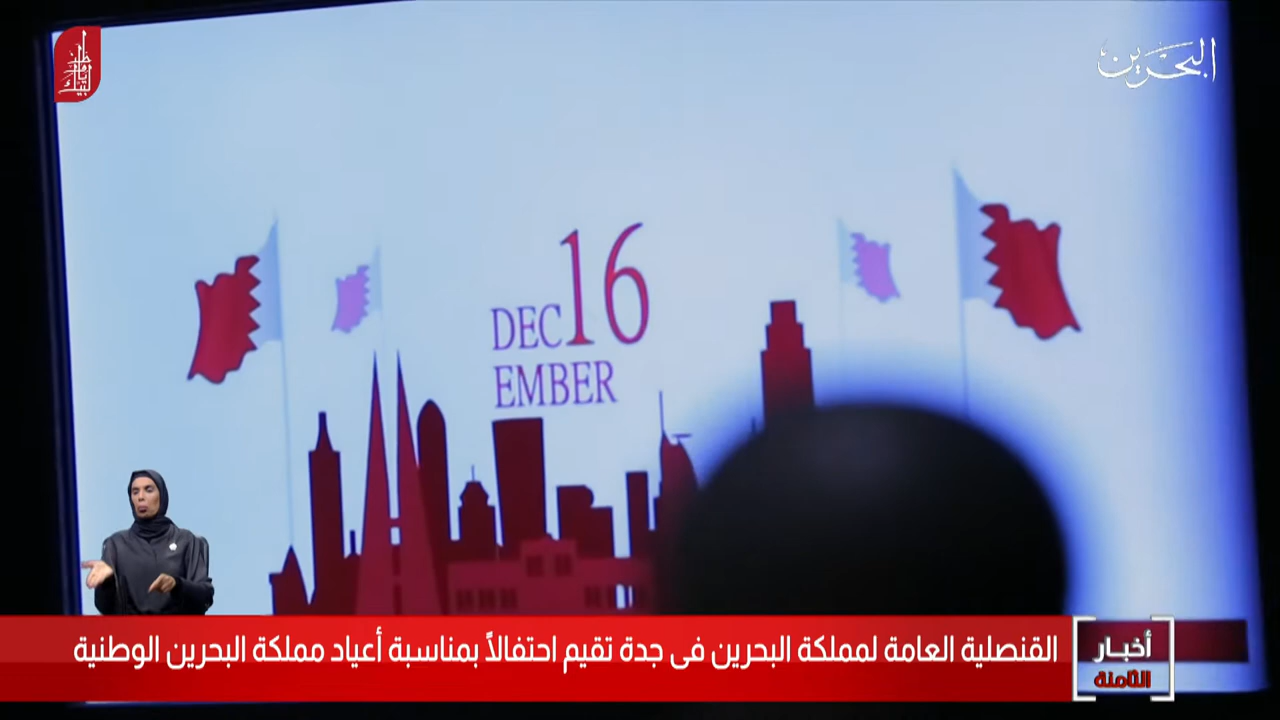 البحرين
DEC16
EMBER
القنصلية العامة لمملكة البحرين فى جدة تقيم احتفالاً بمناسبة أعياد مملكة البحرين الوطنية
أخبار
الثامنة